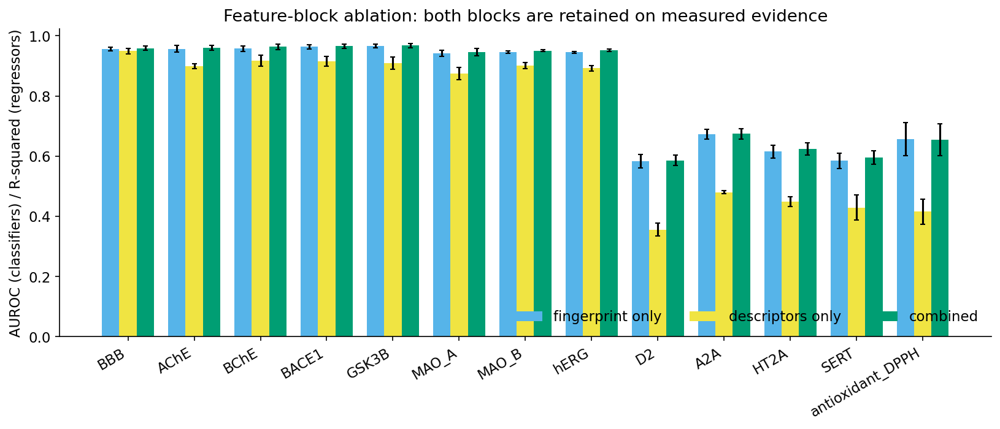 Feature-block ablation: both blocks are retained on measured evidence
AUROC (classifiers) / R-squared (regressors)
1.0
0.8
0.6
0.4
0.2
0.0
fingerprint only
descriptors only
combined
BBB
AChE
BChE
BACE1
GSK3B
MAO_A
MAO_B
hERG
D2
A2A
HT2A
SERT
antioxidant_DPPH